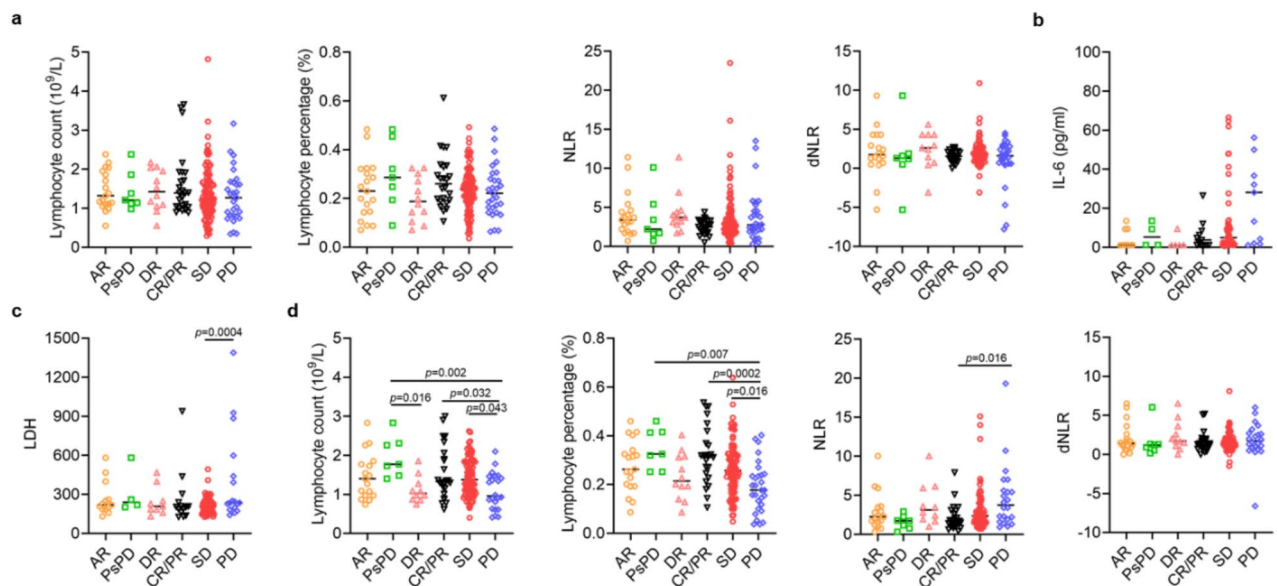 a
b
Lymphocyte count (10⁹/L)
5
4
3
2
1
0
AR
PsPD
DR
CR/PR
SD
PD
Lymphocyte percentage (%)
0.8
0.6
0.4
0.2
0.0
AR
PsPD
DR
CR/PR
SD
PD
NLR
25
20
15
10
5
0
AR
PsPD
DR
CR/PR
SD
PD
dNLR
15
10
5
0
-5
-10
AR
PsPD
DR
CR/PR
SD
PD
IL-6 (pg/ml)
100
80
60
40
20
0
AR
PsPD
DR
CR/PR
SD
PD
c
d
LDH
1500
1200
900
600
300
0
p=0.0004
AR
PsPD
DR
CR/PR
SD
PD
Lymphocyte count (10⁹/L)
5
4
3
2
1
0
p=0.002
p=0.032
p=0.016
p=0.043
AR
PsPD
DR
CR/PR
SD
PD
Lymphocyte percentage (%)
0.8
0.6
0.4
0.2
0.0
p=0.007
p=0.0002
p=0.016
AR
PsPD
DR
CR/PR
SD
PD
NLR
25
20
15
10
5
0
p=0.016
AR
PsPD
DR
CR/PR
SD
PD
dNLR
15
10
5
0
-5
-10
AR
PsPD
DR
CR/PR
SD
PD